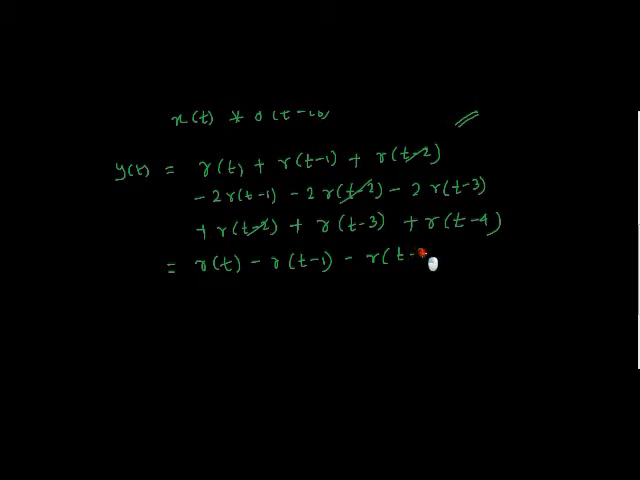 x(t) * δ(t-t0)
y(t) = r(t) + r(t-1) + r(t-2)
- 2r(t-1) - 2r(t-2) - 2r(t-3)
+ r(t-2) + r(t-3) + r(t-4)
= r(t) - r(t-1) - r(t-